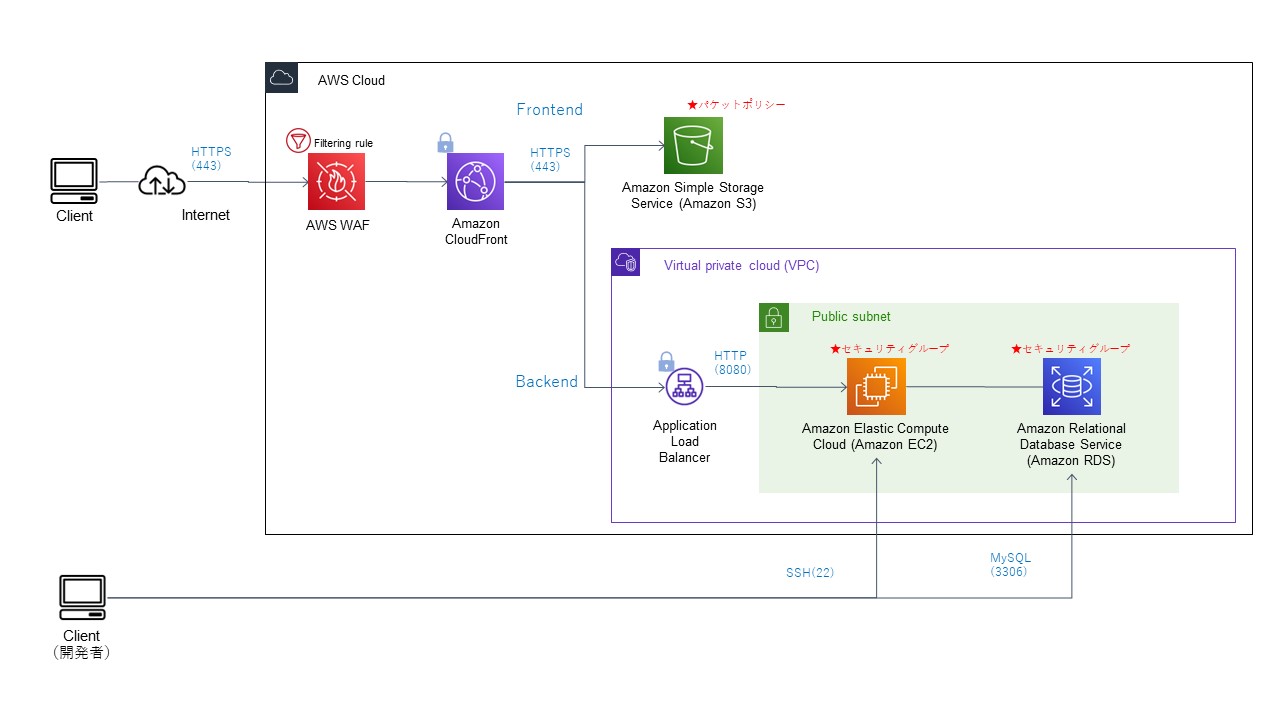 AWS Cloud
Frontend
★パケットポリシー
Filtering rule
HTTPS
(443)
HTTPS
(443)
Client
Internet
AWS WAF
Amazon
CloudFront
Amazon Simple Storage
Service (Amazon S3)
Virtual private cloud (VPC)
Public subnet
★セキュリティグループ
★セキュリティグループ
HTTP
(8080)
Backend
Application
Load
Balancer
Amazon Elastic Compute
Cloud (Amazon EC2)
Amazon Relational
Database Service
(Amazon RDS)
SSH(22)
MySQL
(3306)
Client
（開発者）